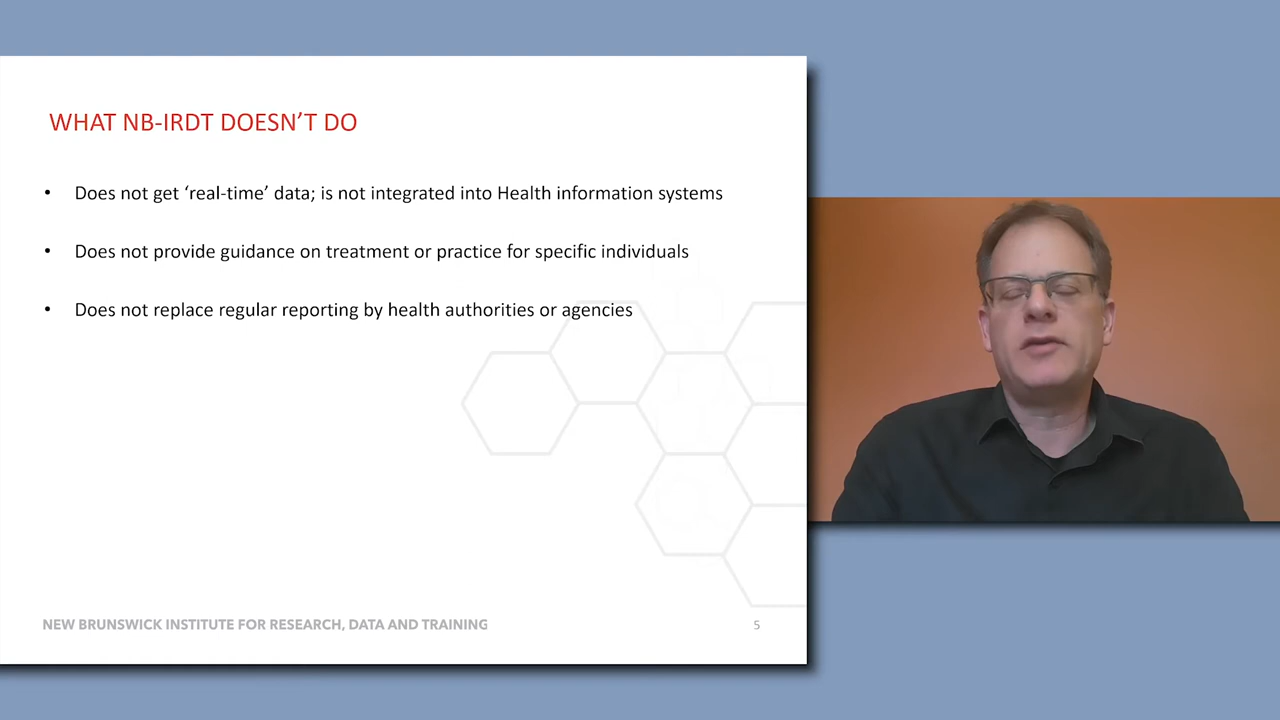 WHAT NB-IRDT DOESN’T DO
• Does not get ‘real-time’ data; is not integrated into Health information systems
• Does not provide guidance on treatment or practice for specific individuals
• Does not replace regular reporting by health authorities or agencies
NEW BRUNSWICK INSTITUTE FOR RESEARCH, DATA AND TRAINING
5